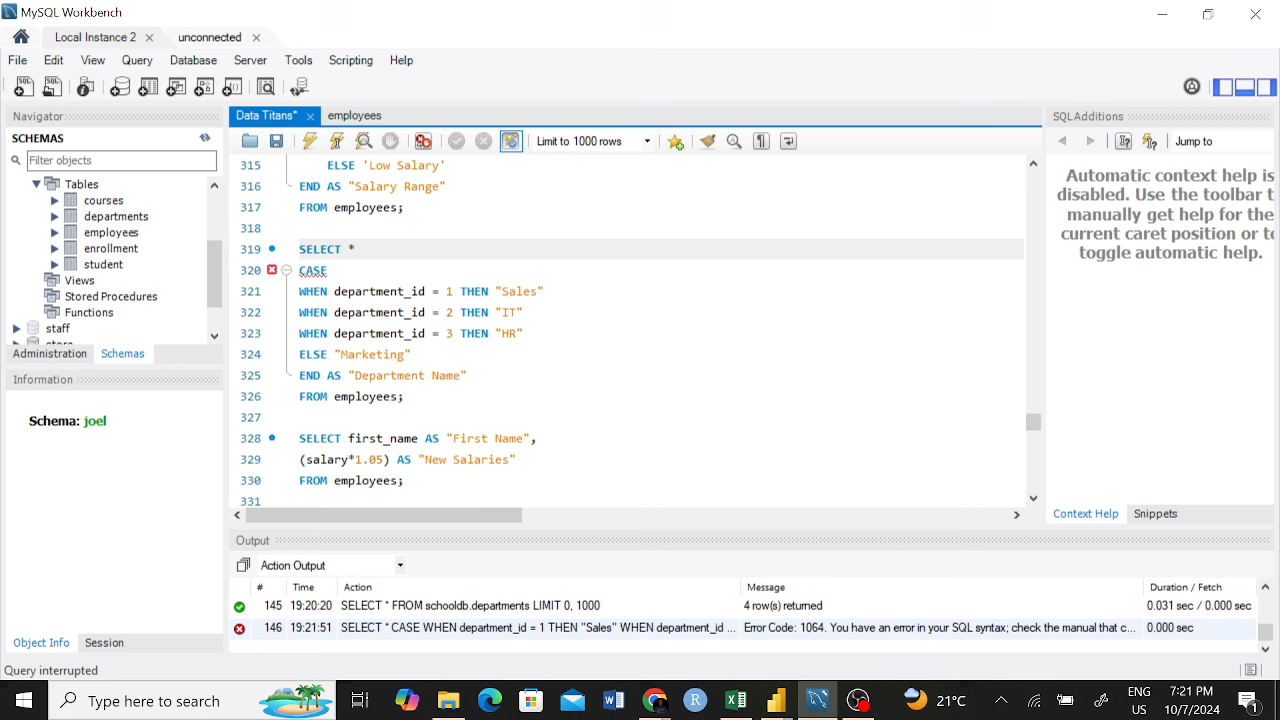 MySQL Workbench
Local Instance 2
unconnected
File Edit View Query Database Server Tools Scripting Help
Navigator
SCHEMAS
Filter objects
Tables
courses
departments
employees
enrollment
student
Views
Stored Procedures
Functions
staff
Administration Schemas
Information
Schema: joel
Object Info Session
Data Titans* employees
Limit to 1000 rows
315 ELSE 'Low Salary'
316 END AS "Salary Range"
317 FROM employees;
318
319 SELECT *
320 CASE
321 WHEN department_id = 1 THEN "Sales"
322 WHEN department_id = 2 THEN "IT"
323 WHEN department_id = 3 THEN "HR"
324 ELSE "Marketing"
325 END AS "Department Name"
326 FROM employees;
327
328 SELECT first_name AS "First Name",
329 (salary*1.05) AS "New Salaries"
330 FROM employees;
331
SQLAdditions
Jump to
Automatic context help is
disabled. Use the toolbar t
manually get help for the
current caret position or to
toggle automatic help.
Context Help Snippets
Output
Action Output
# Time Action Message Duration / Fetch
145 19:20:20 SELECT * FROM schooldb.departments LIMIT 0, 1000 4 row(s) returned 0.031 sec / 0.000 sec
146 19:21:51 SELECT * CASE WHEN department_id = 1 THEN "Sales" WHEN department_id ... Error Code: 1064. You have an error in your SQL syntax; check the manual that c... 0.000 sec
Query interrupted
Type here to search
21°C
ENG
US
7:21 PM
10/7/2024